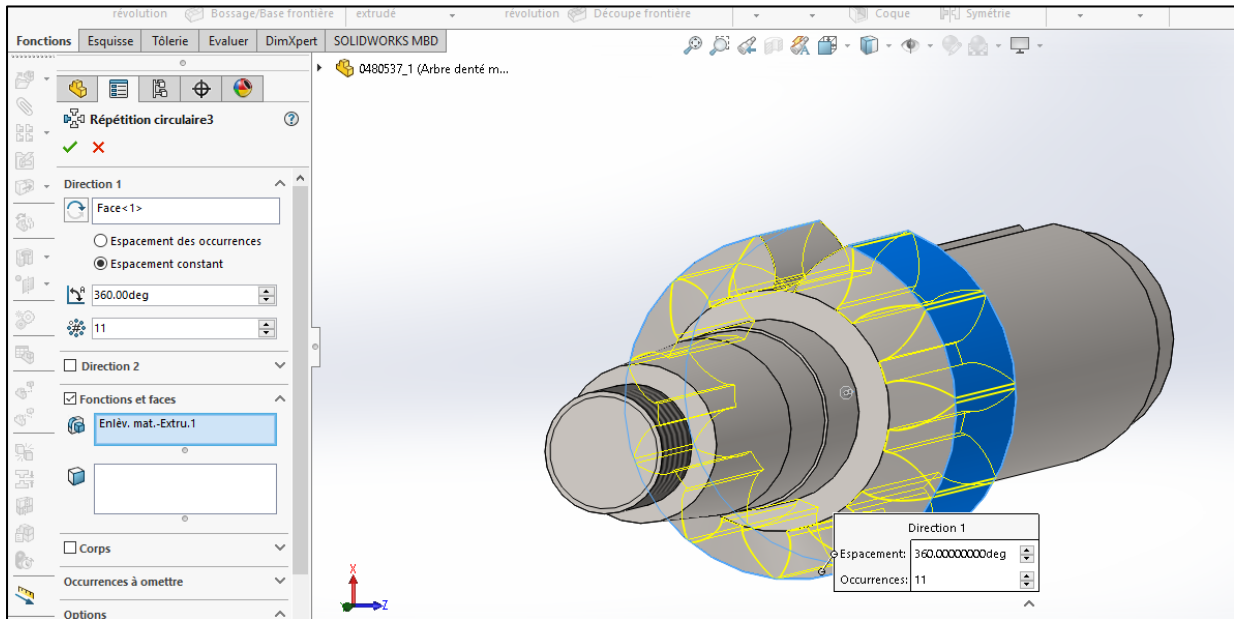 révolution Bossage/Base frontière extrudé révolution Découpe frontière Coque Symétrie
Fonctions Esquisse Tôlerie Evaluer DimXpert SOLIDWORKS MBD
0480537_1 (Arbre denté m...
Répétition circulaire3
Direction 1
Face<1>
Espacement des occurrences
Espacement constant
360.00deg
11
Direction 2
Fonctions et faces
Enlèv. mat.-Extru.1
Corps
Occurrences à omettre
Options
Direction 1
Espacement: 360.00000000deg
Occurrences: 11
X
Z